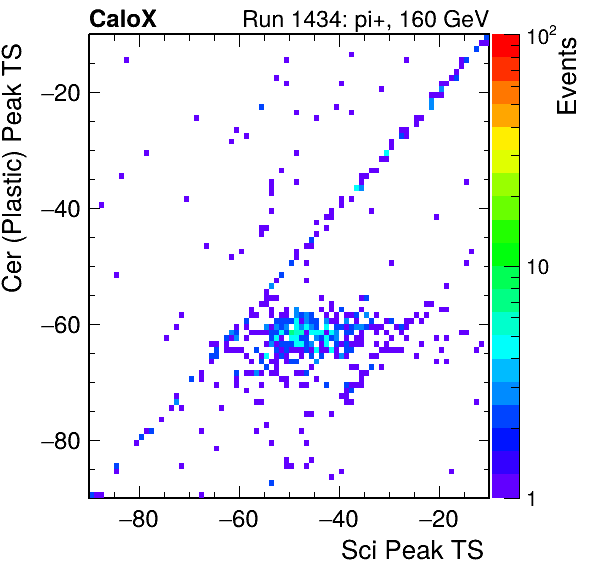 CaloX Run 1434: pi+, 160 GeV
Cer (Plastic) Peak TS
−20
−40
−60
−80
−80 −60 −40 −20
Sci Peak TS
10²
10
1
Events